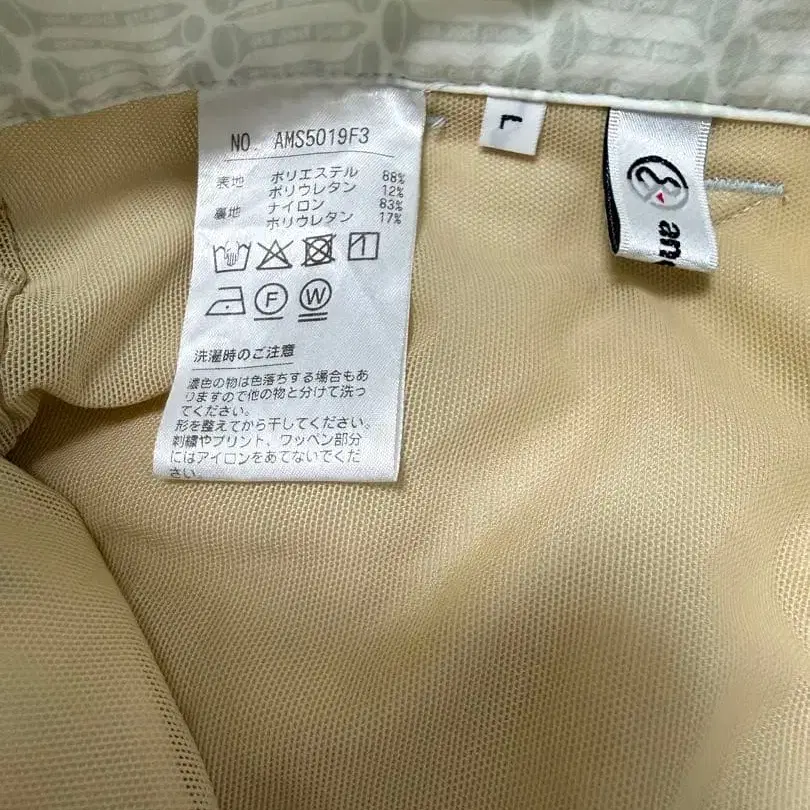 NO. AMS5019F3
表地 ポリエステル 88%
ポリウレタン 12%
裏地 ナイロン 83%
ポリウレタン 17%
F W
洗濯時のご注意
濃色の物は色落ちする場合もあ
りますので他の物と分けて洗っ
てください。
形を整えてから干してください。
刺繍やプリント、ワッペン部分
にはアイロンをあてないでくだ
さい
L
an